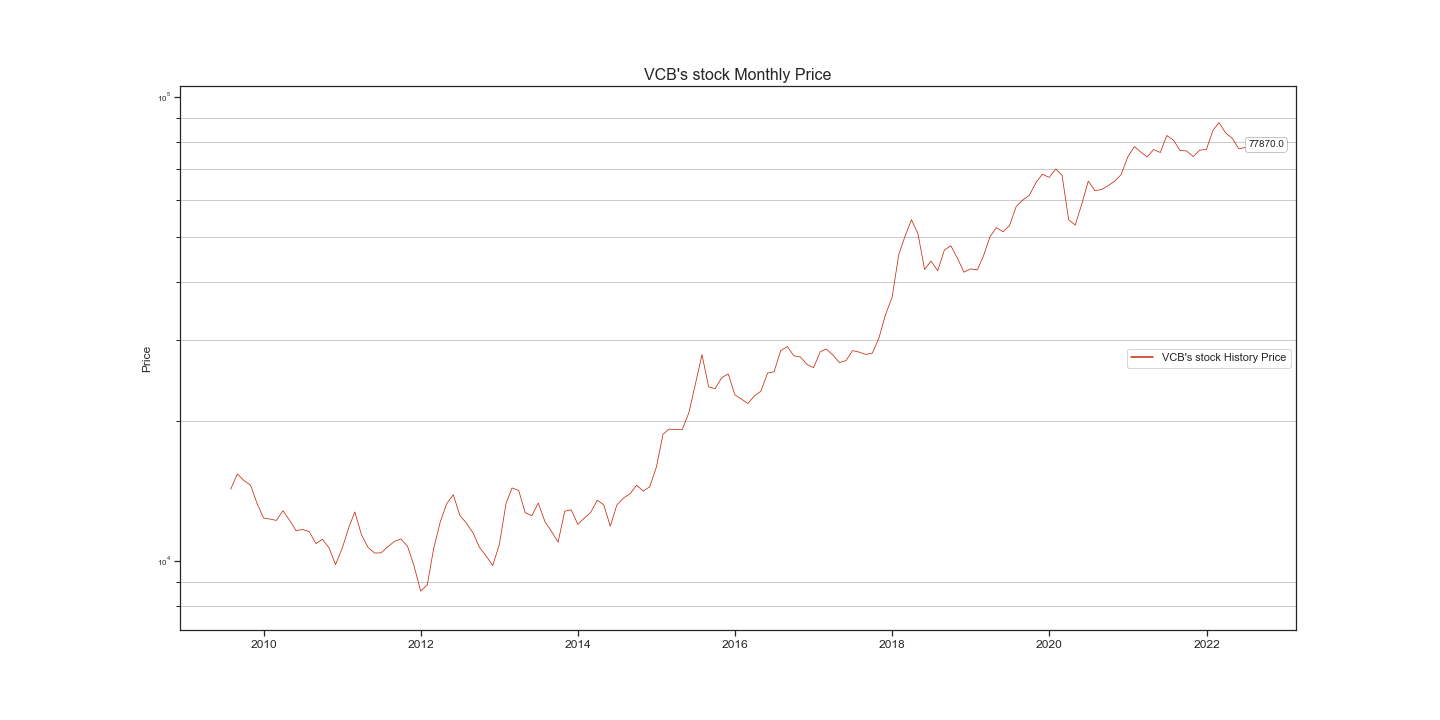 VCB's stock Monthly Price
10^5
77870.0
Price
VCB's stock History Price
10^4
2010 2012 2014 2016 2018 2020 2022